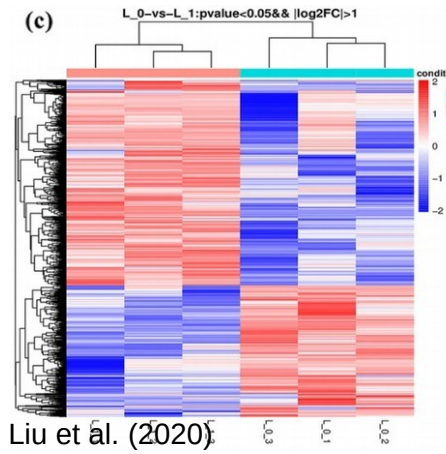 L_0-vs-L_1:pvalue<0.05&& |log2FC|>1
(c)
condit
2
1
0
−1
−2
L_0_3
L_0_1
L_0_2
Liu et al. (2020)